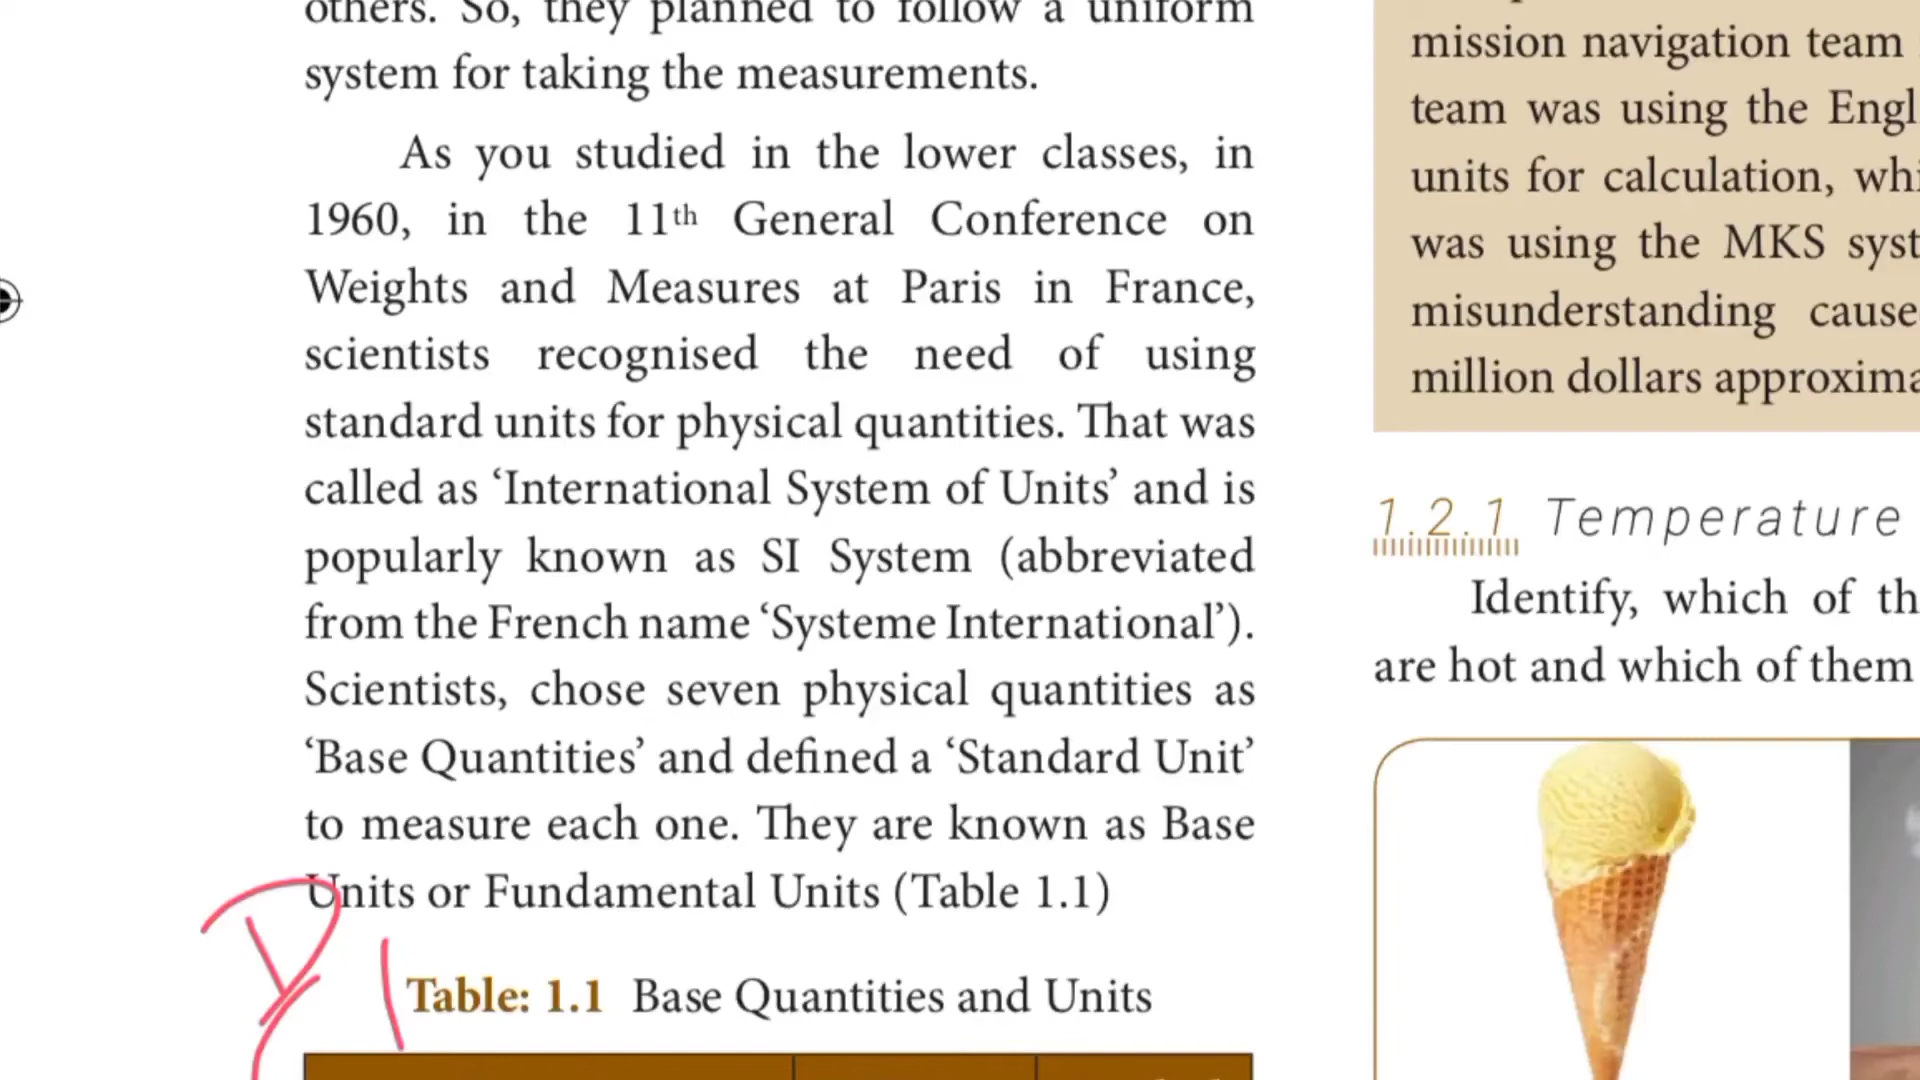 others. So, they planned to follow a uniform
system for taking the measurements.
As you studied in the lower classes, in
1960, in the 11th General Conference on
Weights and Measures at Paris in France,
scientists recognised the need of using
standard units for physical quantities. That was
called as ‘International System of Units’ and is
popularly known as SI System (abbreviated
from the French name ‘Systeme International’).
Scientists, chose seven physical quantities as
‘Base Quantities’ and defined a ‘Standard Unit’
to measure each one. They are known as Base
Units or Fundamental Units (Table 1.1)
Table: 1.1 Base Quantities and Units
mission navigation team
team was using the Engl
units for calculation, whi
was using the MKS syst
misunderstanding cause
million dollars approxima
1.2.1 Temperature
Identify, which of th
are hot and which of them